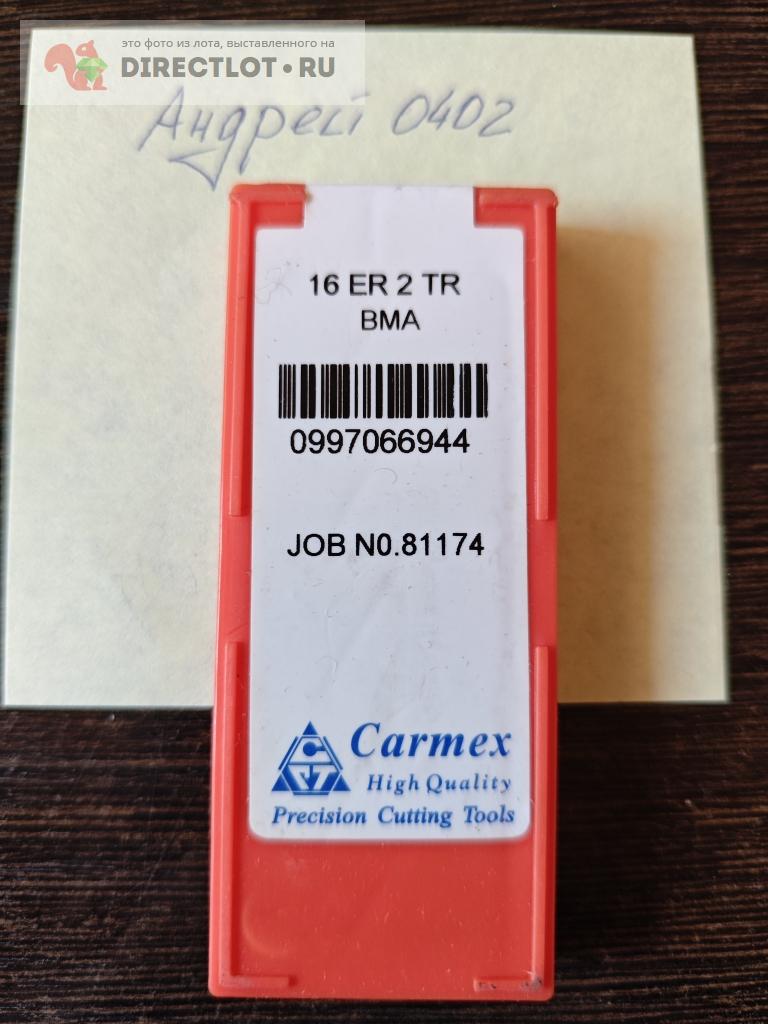 это фото из лота, выставленного на
DIRECTLOT•RU
Андрей 0402
16 ER 2 TR
BMA
0997066944
JOB N0.81174
Carmex
High Quality
Precision Cutting Tools